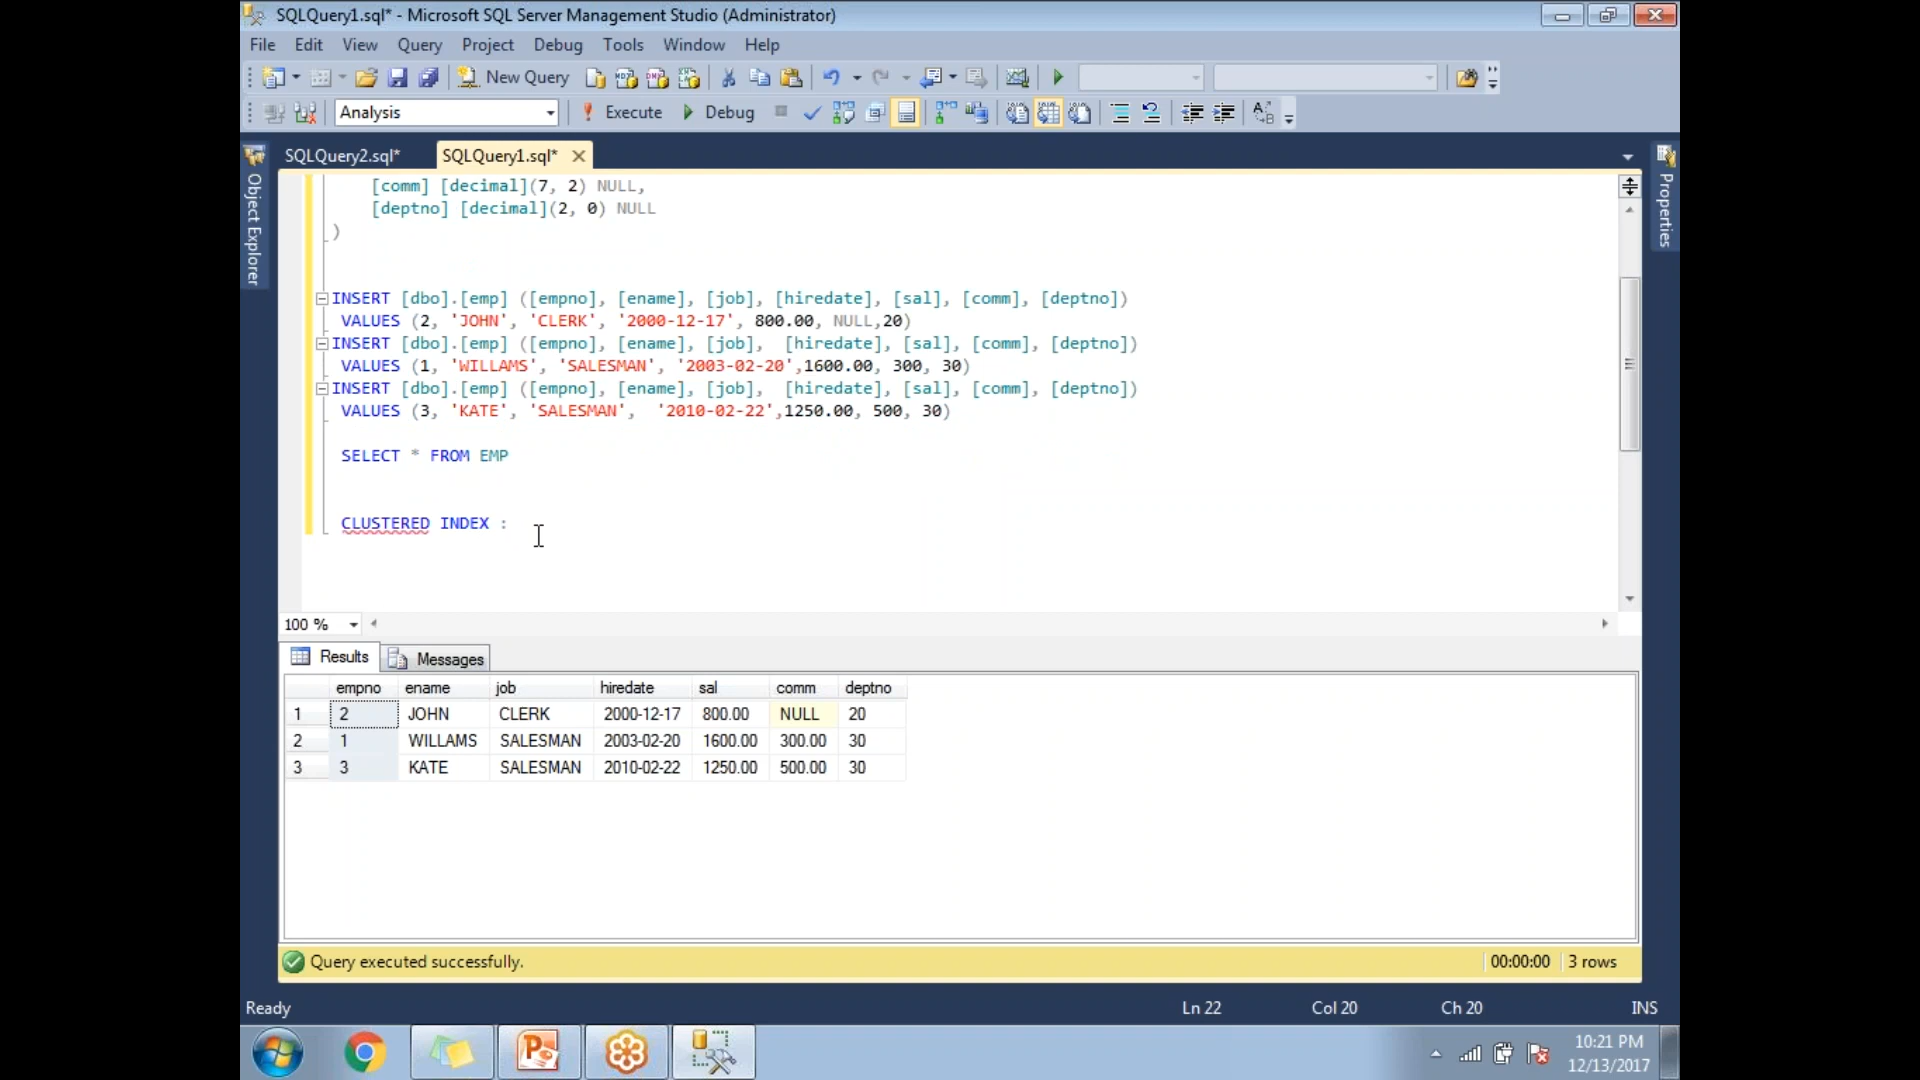 SQLQuery1.sql* - Microsoft SQL Server Management Studio (Administrator)
File Edit View Query Project Debug Tools Window Help
New Query
Analysis Execute Debug
SQLQuery2.sql* SQLQuery1.sql*
Object Explorer
Properties
[comm] [decimal](7, 2) NULL,
[deptno] [decimal](2, 0) NULL
)
INSERT [dbo].[emp] ([empno], [ename], [job], [hiredate], [sal], [comm], [deptno])
VALUES (2, 'JOHN', 'CLERK', '2000-12-17', 800.00, NULL,20)
INSERT [dbo].[emp] ([empno], [ename], [job],  [hiredate], [sal], [comm], [deptno])
VALUES (1, 'WILLAMS', 'SALESMAN', '2003-02-20',1600.00, 300, 30)
INSERT [dbo].[emp] ([empno], [ename], [job],  [hiredate], [sal], [comm], [deptno])
VALUES (3, 'KATE', 'SALESMAN',  '2010-02-22',1250.00, 500, 30)
SELECT * FROM EMP
CLUSTERED INDEX :
100 %
Results Messages
empno ename job hiredate sal comm deptno
1 2 JOHN CLERK 2000-12-17 800.00 NULL 20
2 1 WILLAMS SALESMAN 2003-02-20 1600.00 300.00 30
3 3 KATE SALESMAN 2010-02-22 1250.00 500.00 30
Query executed successfully. 00:00:00 3 rows
Ready Ln 22 Col 20 Ch 20 INS
10:21 PM
12/13/2017